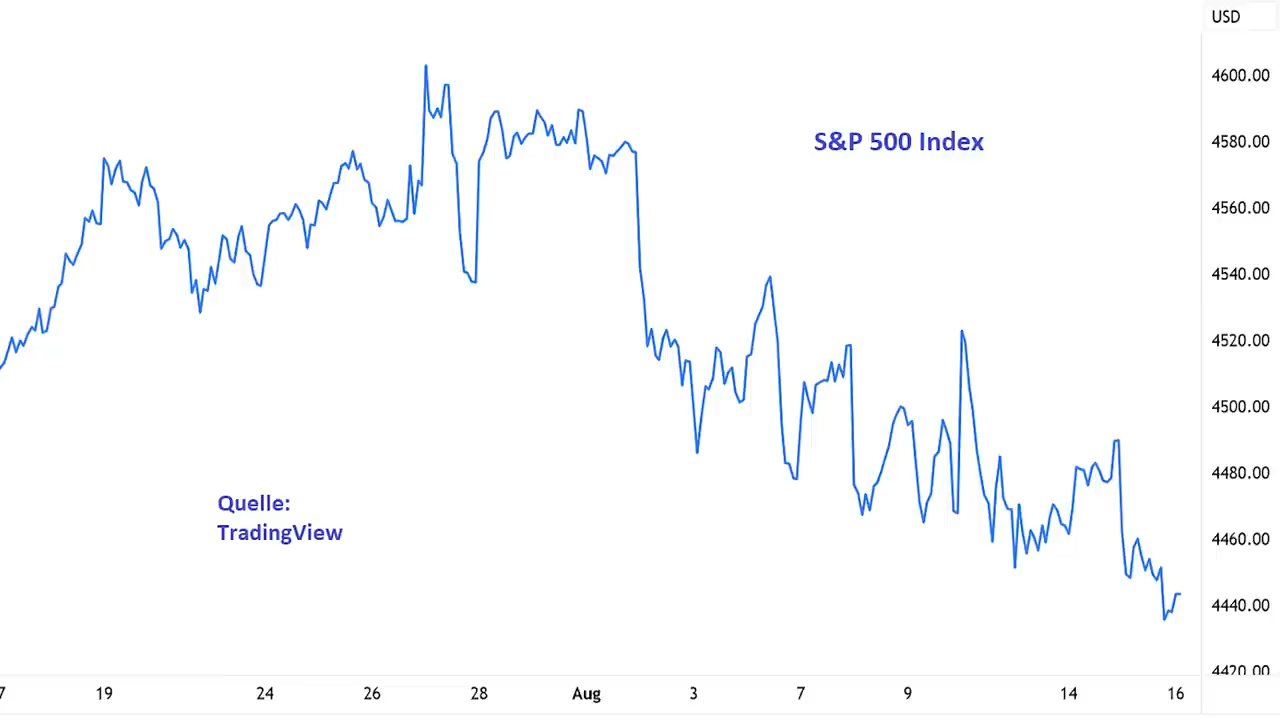 USD
4600.00
S&P 500 Index
4580.00
4560.00
4540.00
4520.00
4500.00
4480.00
Quelle:
TradingView
4460.00
4440.00
4420.00
7 19 24 26 28 Aug 3 7 9 14 16